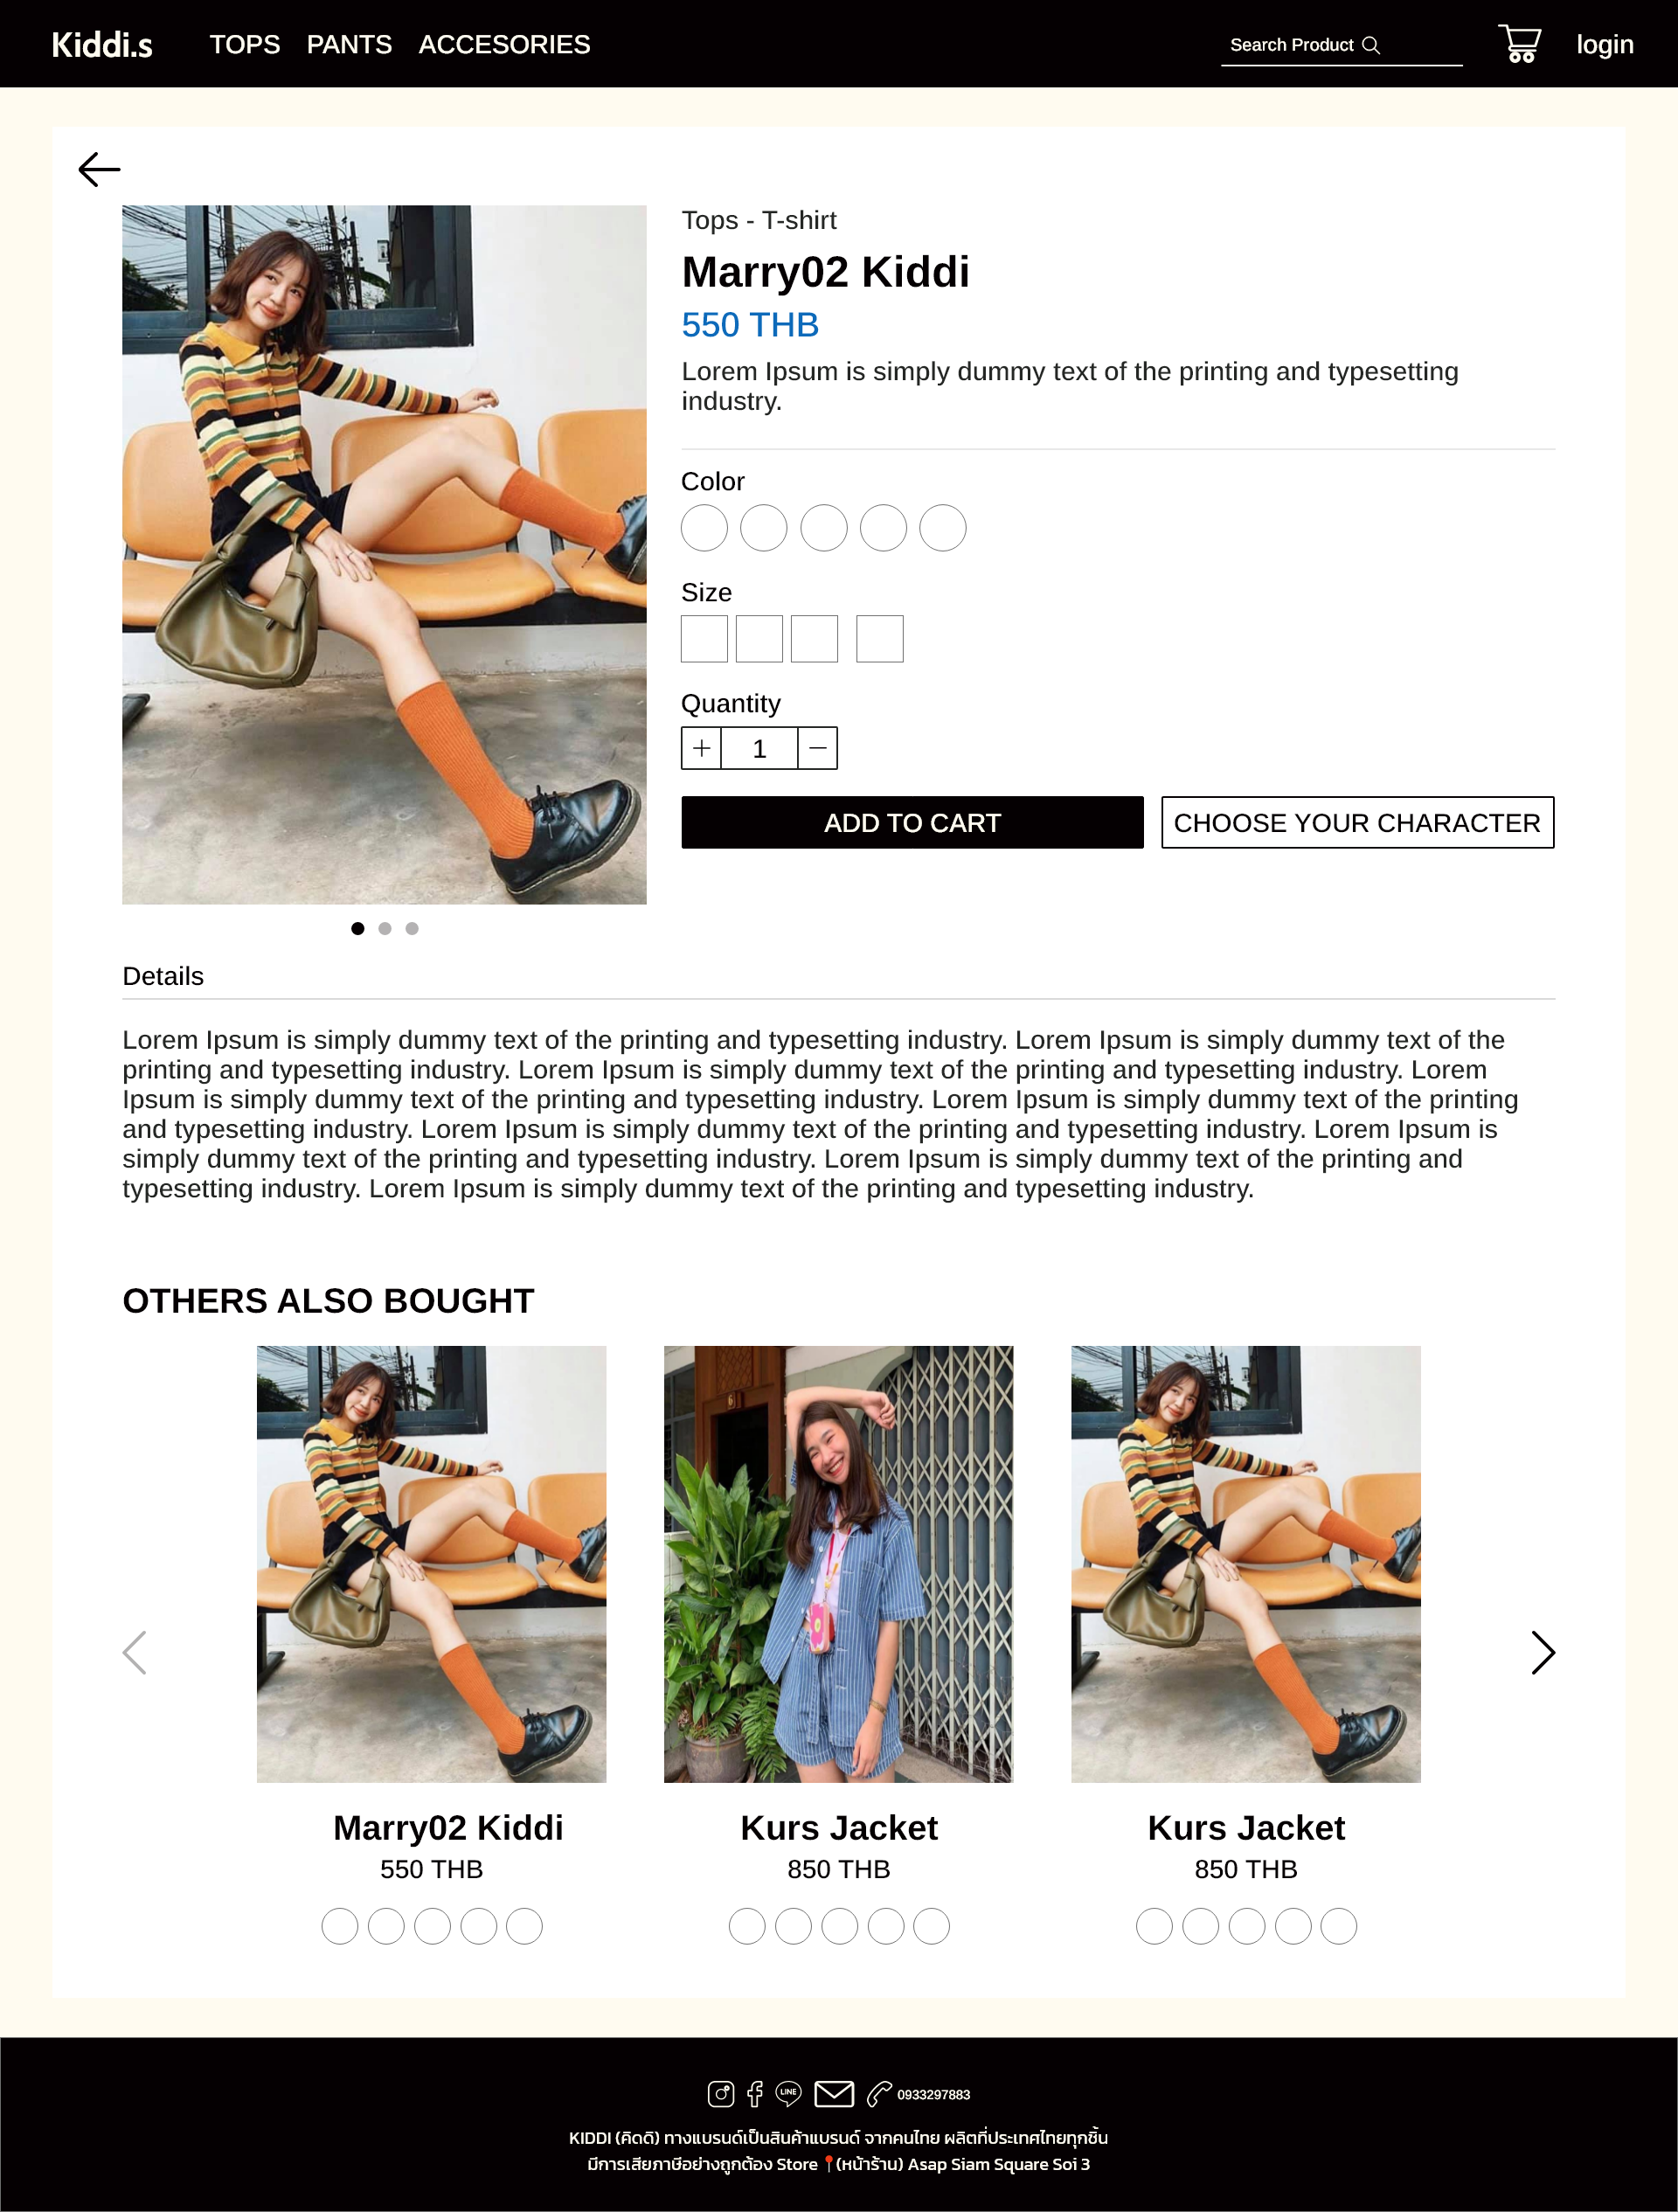 Kiddi.s TOPS PANTS ACCESORIES Search Product login
Tops - T-shirt
Marry02 Kiddi
550 THB
Lorem Ipsum is simply dummy text of the printing and typesetting
industry.
Color
Size
Quantity
+ 1 −
ADD TO CART CHOOSE YOUR CHARACTER
Details
Lorem Ipsum is simply dummy text of the printing and typesetting industry. Lorem Ipsum is simply dummy text of the
printing and typesetting industry. Lorem Ipsum is simply dummy text of the printing and typesetting industry. Lorem
Ipsum is simply dummy text of the printing and typesetting industry. Lorem Ipsum is simply dummy text of the printing
and typesetting industry. Lorem Ipsum is simply dummy text of the printing and typesetting industry. Lorem Ipsum is
simply dummy text of the printing and typesetting industry. Lorem Ipsum is simply dummy text of the printing and
typesetting industry. Lorem Ipsum is simply dummy text of the printing and typesetting industry.
OTHERS ALSO BOUGHT
Marry02 Kiddi Kurs Jacket Kurs Jacket
550 THB 850 THB 850 THB
LINE 0933297883
KIDDI (คิดดิ) ทางแบรนด์เป็นสินค้าแบรนด์ จากคนไทย ผลิตที่ประเทศไทยทุกชิ้น
มีการเสียภาษีอย่างถูกต้อง Store 📍(หน้าร้าน) Asap Siam Square Soi 3